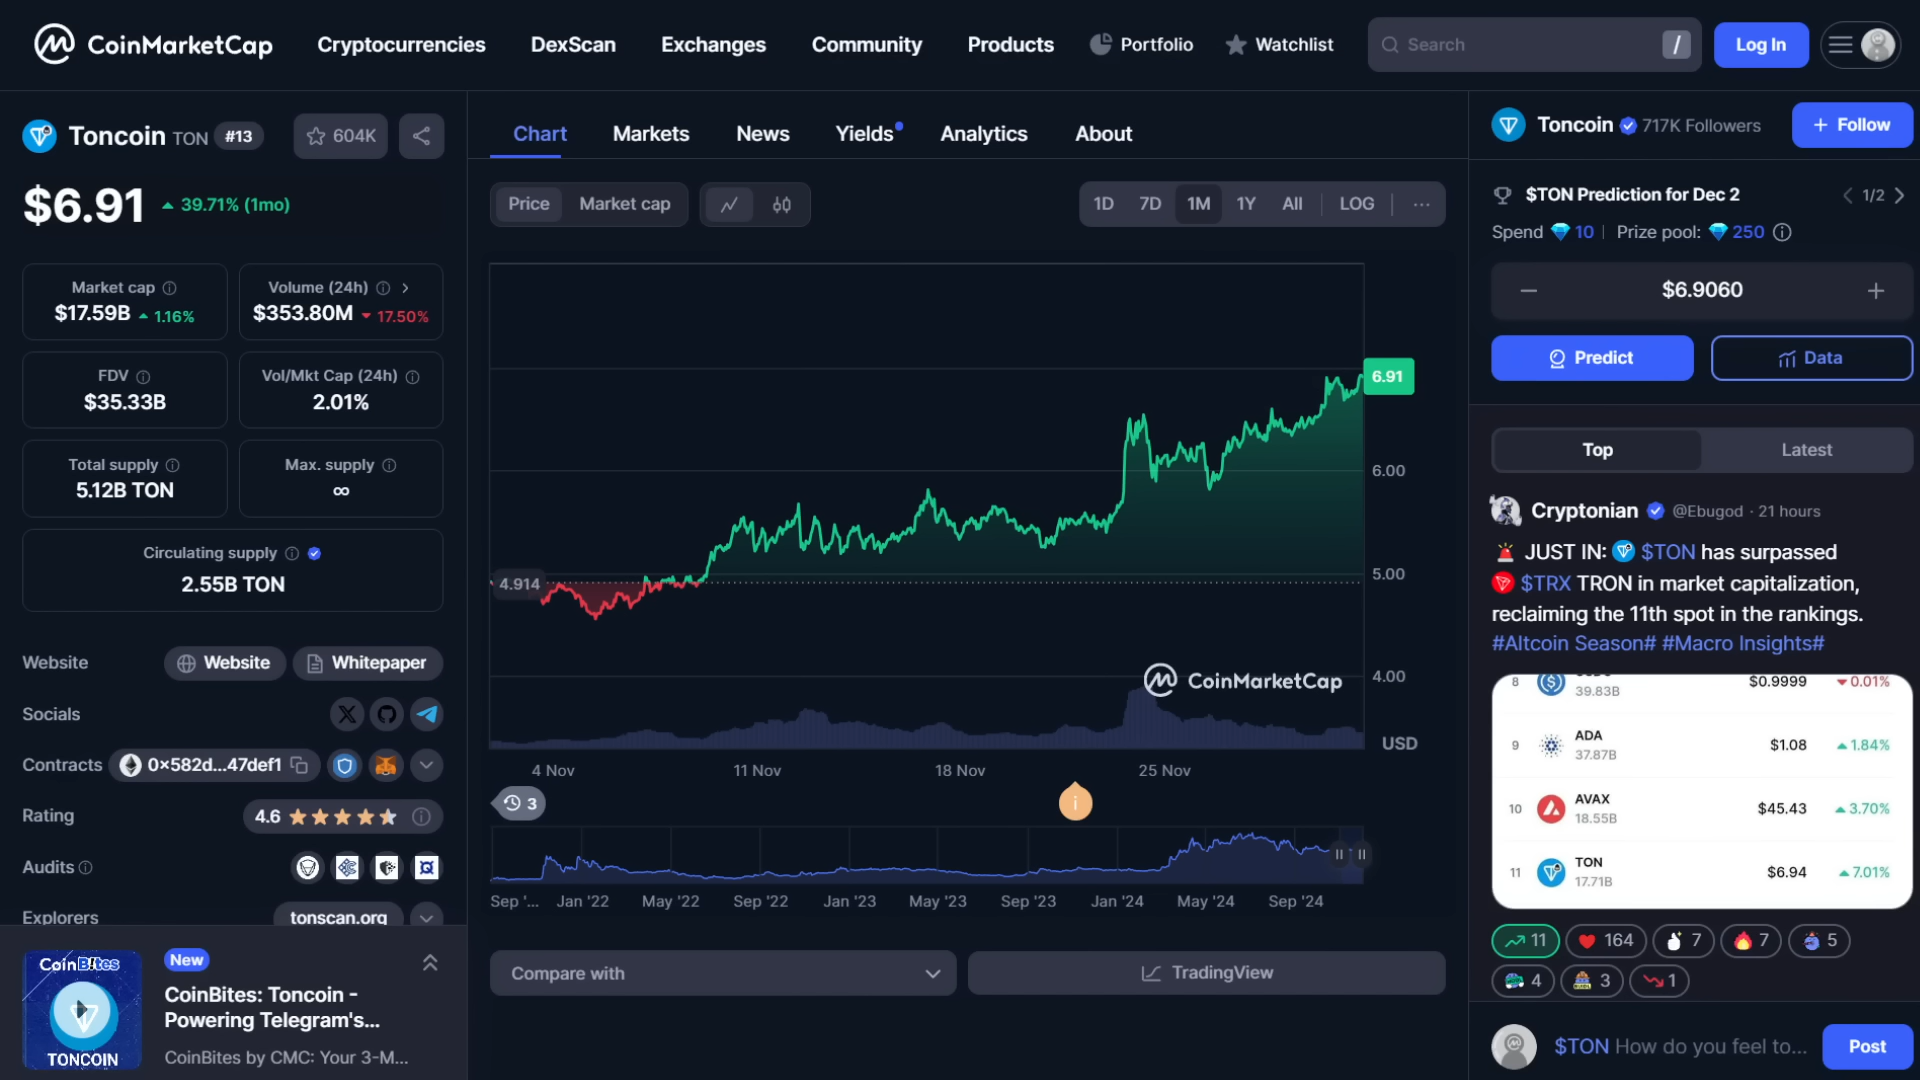 CoinMarketCap
Cryptocurrencies DexScan Exchanges Community Products Portfolio Watchlist Search / Log In
Toncoin TON #13 604K
$6.91 39.71% (1mo)
Market cap
$17.59B 1.16%
Volume (24h)
$353.80M 17.50%
FDV
$35.33B
Vol/Mkt Cap (24h)
2.01%
Total supply
5.12B TON
Max. supply
∞
Circulating supply
2.55B TON
Website Website Whitepaper
Socials
Contracts 0x582d...47def1
Rating 4.6
Audits
Explorers tonscan.org
CoinBites
TONCOIN
New
CoinBites: Toncoin -
Powering Telegram's...
CoinBites by CMC: Your 3-M...
Chart Markets News Yields Analytics About
Price Market cap 1D 7D 1M 1Y All LOG ...
6.91
6.00
5.00
4.914
4.00
CoinMarketCap
USD
4 Nov 11 Nov 18 Nov 25 Nov
3
Sep '... Jan '22 May '22 Sep '22 Jan '23 May '23 Sep '23 Jan '24 May '24 Sep '24
Compare with TradingView
Toncoin 717K Followers + Follow
$TON Prediction for Dec 2 1/2
Spend 10 Prize pool: 250
− $6.9060 +
Predict Data
Top Latest
Cryptonian @Ebugod · 21 hours
JUST IN: $TON has surpassed
$TRX TRON in market capitalization,
reclaiming the 11th spot in the rankings.
#Altcoin Season# #Macro Insights#
8 39.83B $0.9999 0.01%
9 ADA 37.87B $1.08 1.84%
10 AVAX 18.55B $45.43 3.70%
11 TON 17.71B $6.94 7.01%
11 164 7 7 5
4 3 1
$TON How do you feel to... Post